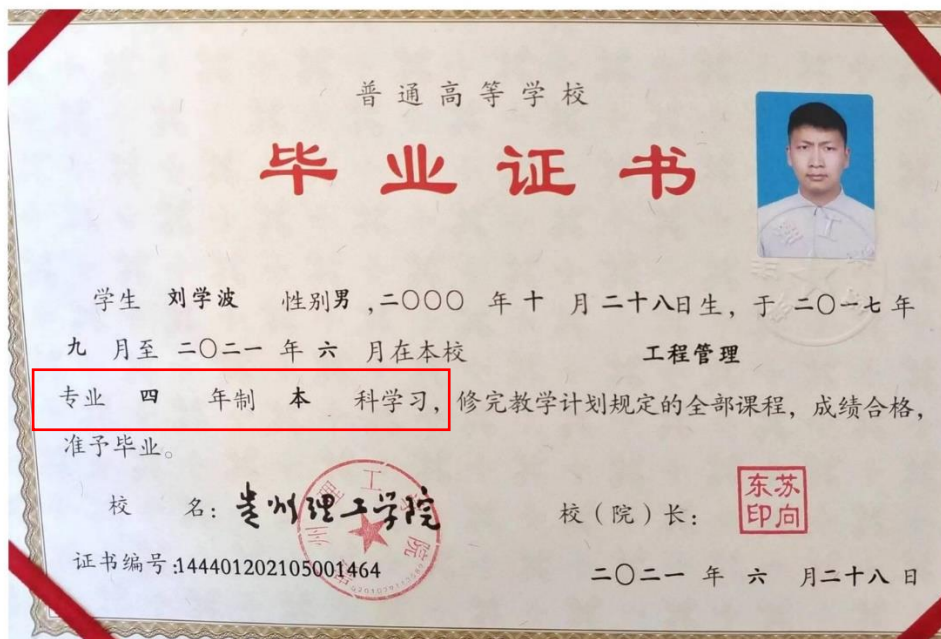 普通高等学校
毕业证书
学生 刘学波 性别男,二〇〇〇 年 十 月 二十八日生,于 二〇一七 年
九 月至 二〇二一 年 六 月在本校 工程管理
专业 四 年制 本 科学习,修完教学计划规定的全部课程,成绩合格,
准予毕业。
校 名:贵州理工学院 校(院)长: 苏向东印
证书编号:144401202105001464
二〇二一 年 六 月二十八 日